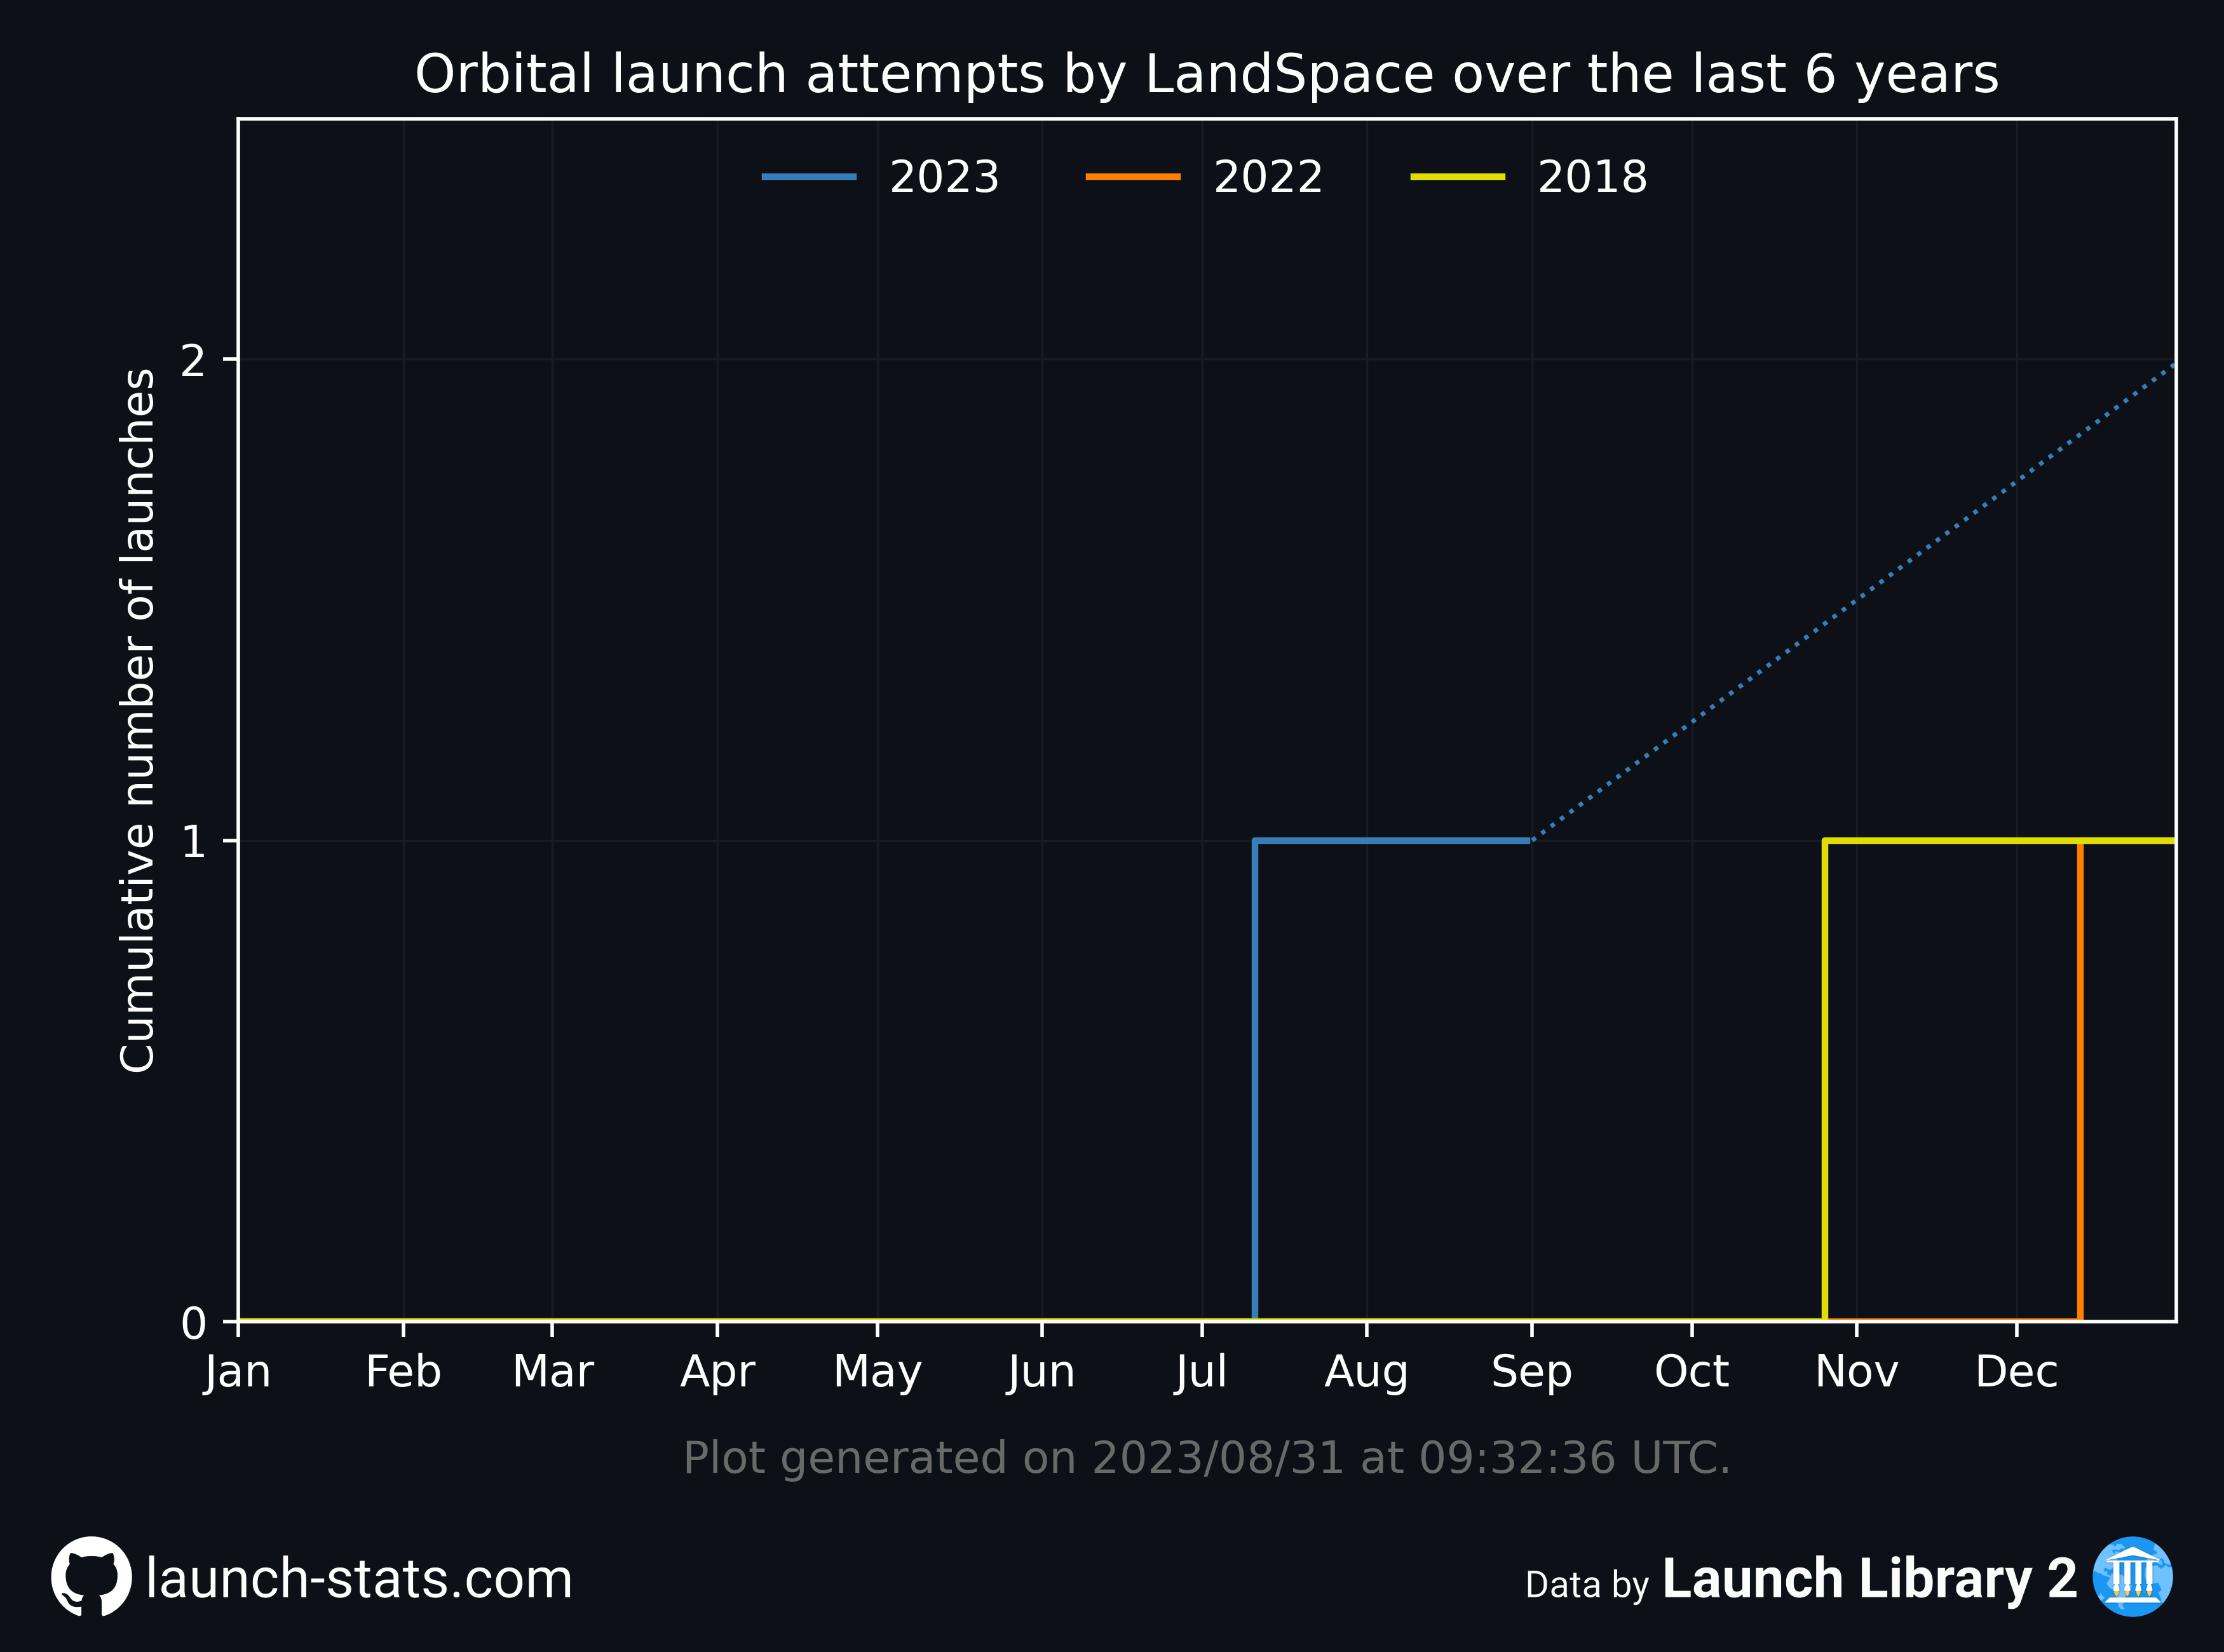 Orbital launch attempts by LandSpace over the last 6 years
2023 2022 2018
Cumulative number of launches
2
1
0
Jan Feb Mar Apr May Jun Jul Aug Sep Oct Nov Dec
Plot generated on 2023/08/31 at 09:32:36 UTC.
launch-stats.com
Data by Launch Library 2